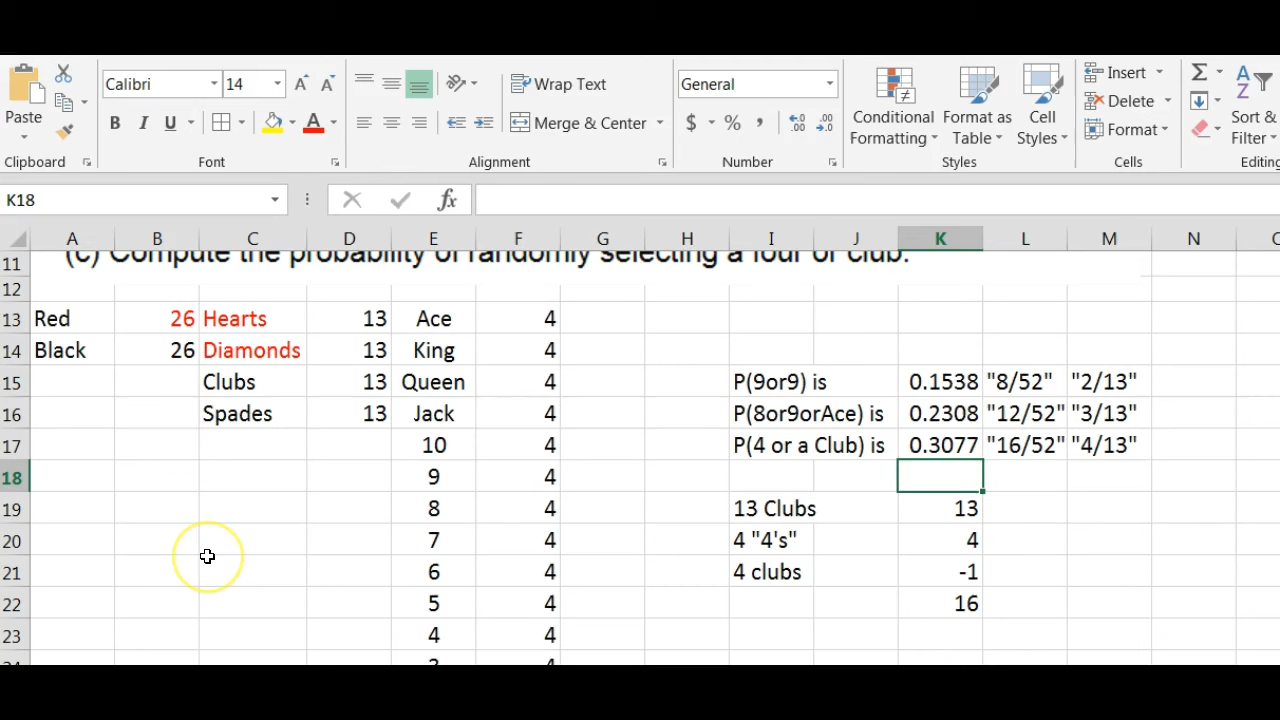 Calibri 14 Wrap Text General Insert Σ
Paste B I U A Merge & Center $ % , Conditional Formatting Format as Table Cell Styles Delete Format A Z Sort & Filter
Clipboard Font Alignment Number Styles Cells Editing
K18 fx
A B C D E F G H I J K L M N
11 (c) Compute the probability of randomly selecting a four or club.
12
13 Red 26 Hearts 13 Ace 4
14 Black 26 Diamonds 13 King 4
15 Clubs 13 Queen 4 P(9or9) is 0.1538 "8/52" "2/13"
16 Spades 13 Jack 4 P(8or9orAce) is 0.2308 "12/52" "3/13"
17 10 4 P(4 or a Club) is 0.3077 "16/52" "4/13"
18 9 4
19 8 4 13 Clubs 13
20 7 4 4 "4's" 4
21 6 4 4 clubs -1
22 5 4 16
23 4 4